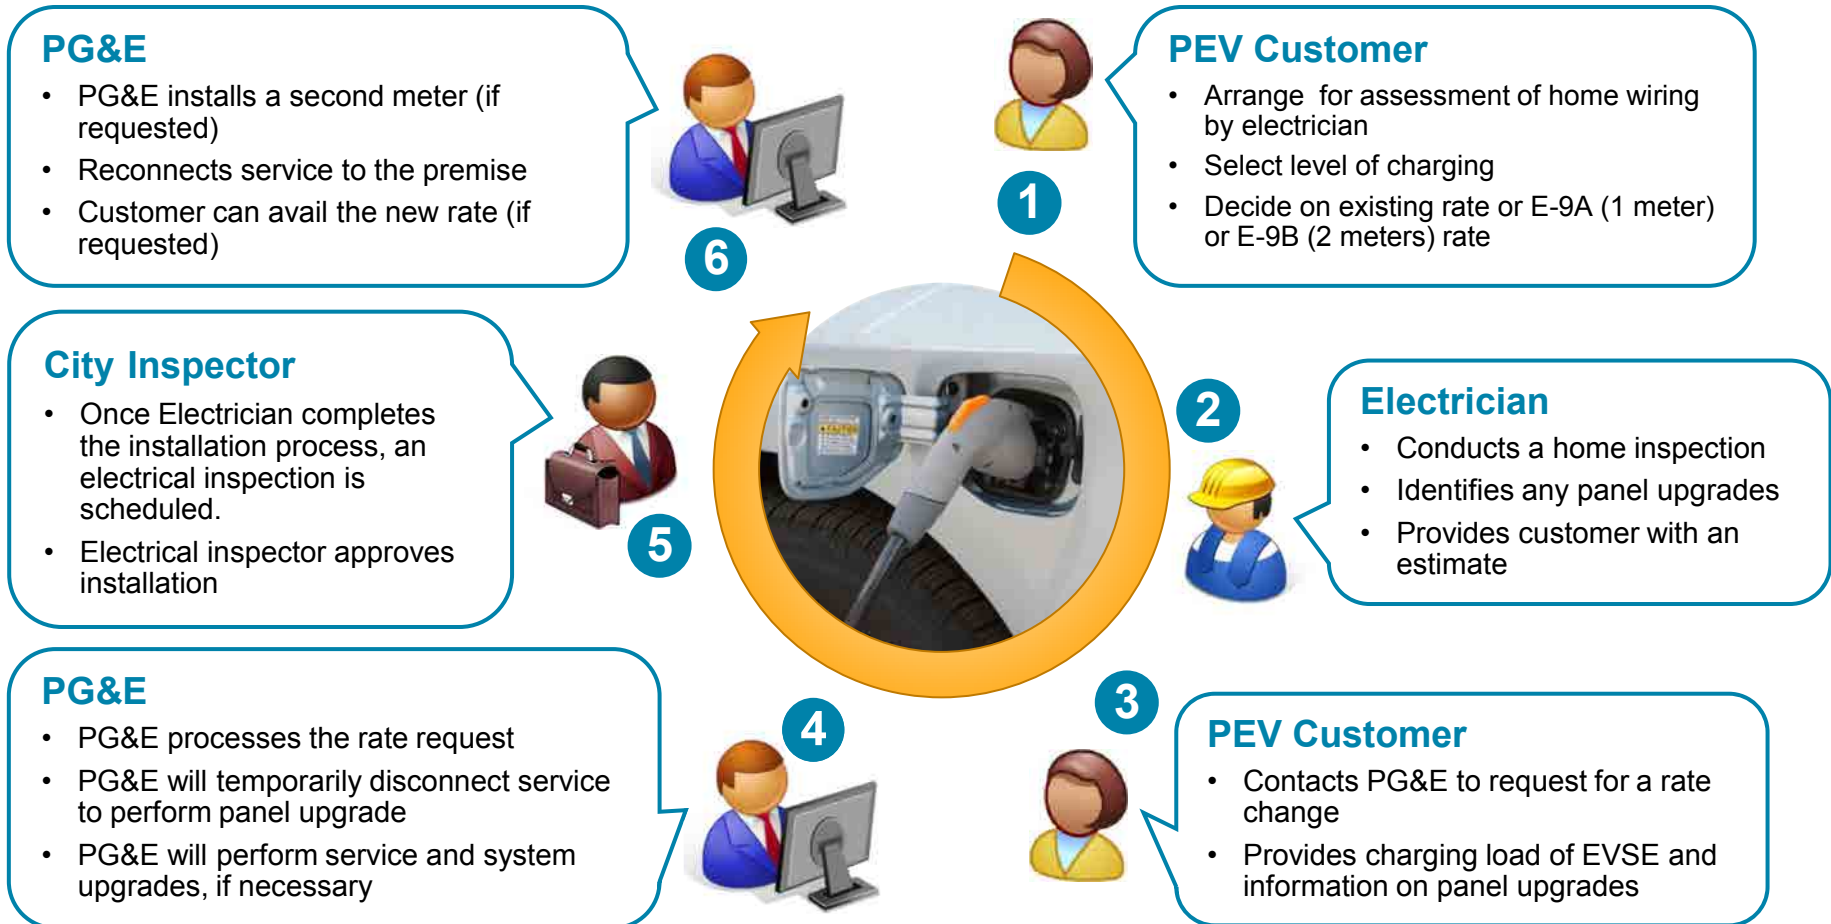 PG&E
• PG&E installs a second meter (if
requested)
• Reconnects service to the premise
• Customer can avail the new rate (if
requested)
6
1
PEV Customer
• Arrange for assessment of home wiring
by electrician
• Select level of charging
• Decide on existing rate or E-9A (1 meter)
or E-9B (2 meters) rate
City Inspector
• Once Electrician completes
the installation process, an
electrical inspection is
scheduled.
• Electrical inspector approves
installation
5
2
Electrician
• Conducts a home inspection
• Identifies any panel upgrades
• Provides customer with an
estimate
PG&E
• PG&E processes the rate request
• PG&E will temporarily disconnect service
to perform panel upgrade
• PG&E will perform service and system
upgrades, if necessary
4
3
PEV Customer
• Contacts PG&E to request for a rate
change
• Provides charging load of EVSE and
information on panel upgrades